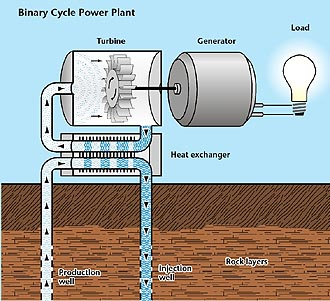 Binary Cycle Power Plant
Turbine
Generator
Load
Heat exchanger
Rock layers
Production
well
Injection
well